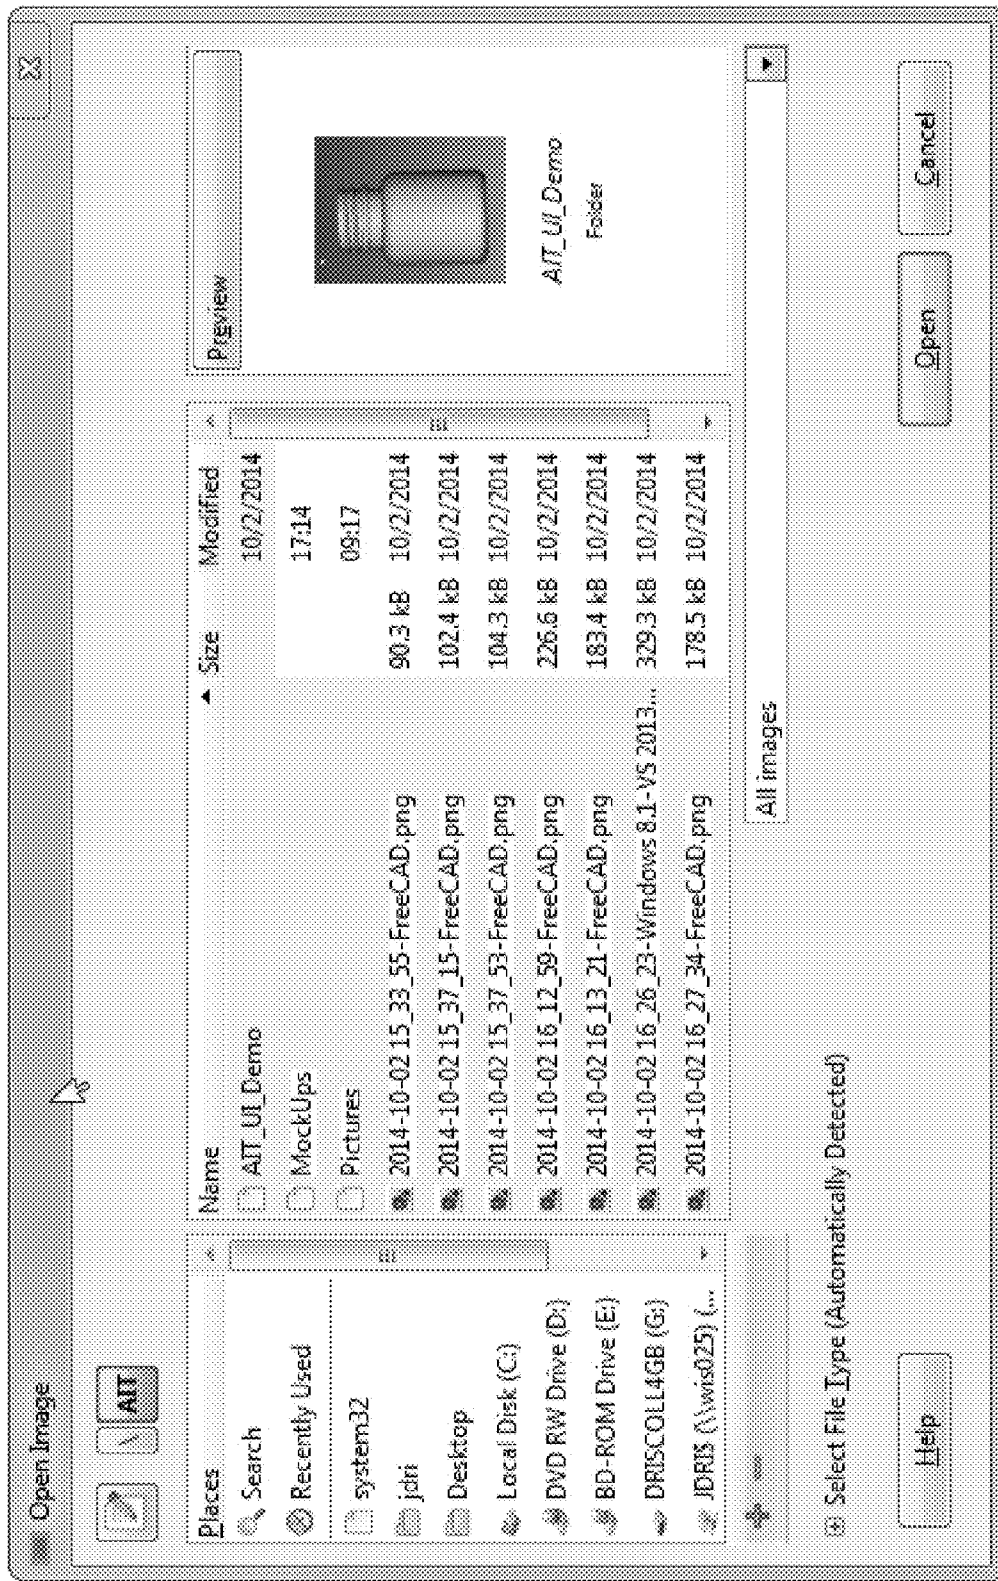 Open Image
\ AIT
Places
Search
Recently Used
system32
jdri
Desktop
Local Disk (C:)
DVD RW Drive (D:)
BD-ROM Drive (E:)
DRISCOLL4GB (G:)
JDRIS (\\wis025) (...
Name Size Modified
AIT_UI_Demo 10/2/2014
MockUps 17:14
Pictures 09:17
2014-10-02 15_33_55-FreeCAD.png 90.3 kB 10/2/2014
2014-10-02 15_37_15-FreeCAD.png 102.4 kB 10/2/2014
2014-10-02 15_37_53-FreeCAD.png 104.3 kB 10/2/2014
2014-10-02 16_12_59-FreeCAD.png 226.6 kB 10/2/2014
2014-10-02 16_13_21-FreeCAD.png 183.4 kB 10/2/2014
2014-10-02 16_26_23-Windows 8.1-VS 2013... 329.3 kB 10/2/2014
2014-10-02 16_27_34-FreeCAD.png 178.5 kB 10/2/2014
Preview
AIT_UI_Demo
Folder
All images
Select File Type (Automatically Detected)
Help
Open
Cancel